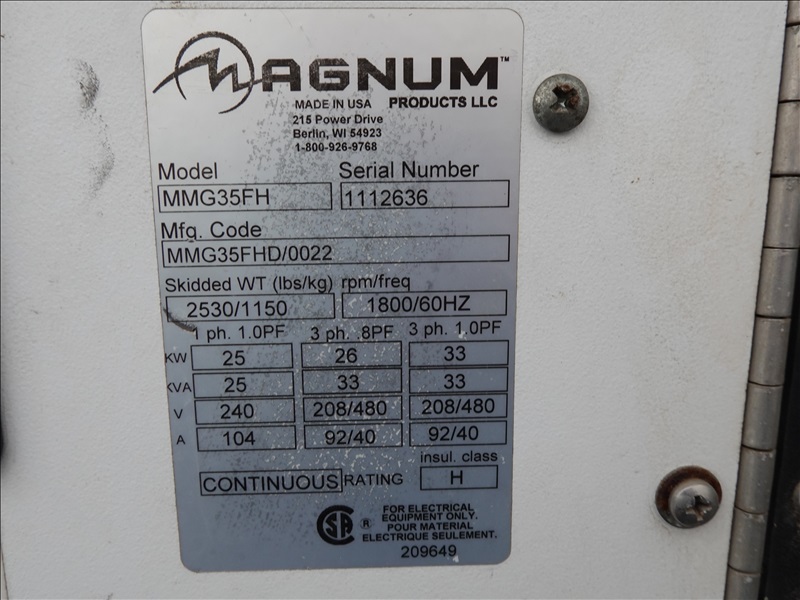 MAGNUM™
MADE IN USA PRODUCTS LLC
215 Power Drive
Berlin, WI 54923
1-800-926-9768
Model Serial Number
MMG35FH 1112636
Mfg. Code
MMG35FHD/0022
Skidded WT (lbs/kg) rpm/freq
2530/1150 1800/60HZ
1 ph. 1.0PF 3 ph. .8PF 3 ph. 1.0PF
KW 25 26 33
KVA 25 33 33
V 240 208/480 208/480
A 104 92/40 92/40
insul. class
CONTINUOUS RATING H
CSA ® FOR ELECTRICAL
EQUIPMENT ONLY.
POUR MATERIAL
ELECTRIQUE SEULEMENT.
209649